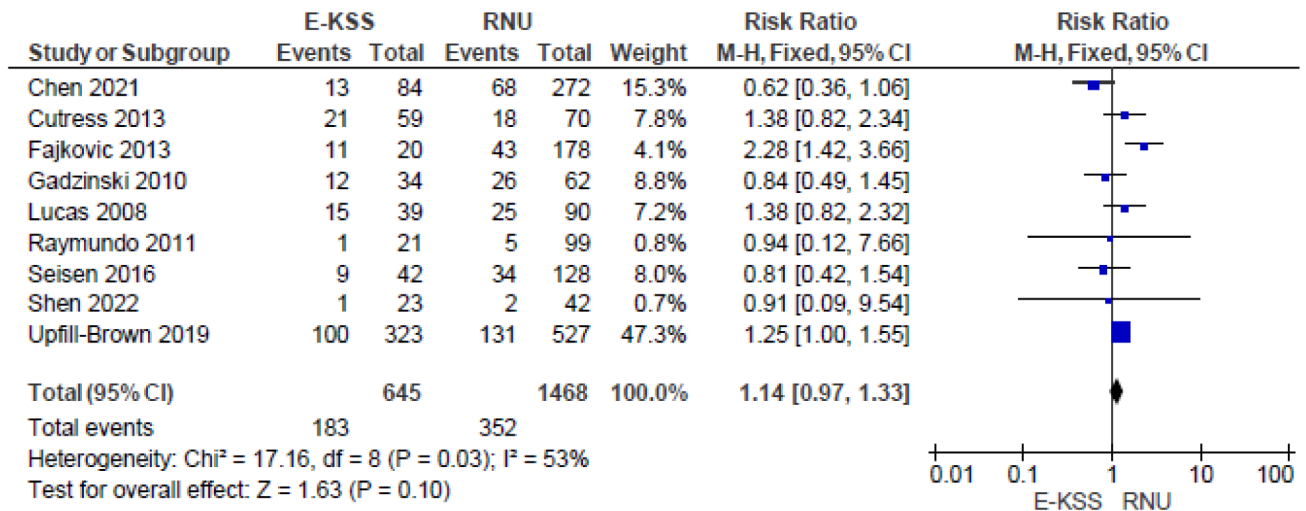 E-KSS RNU Risk Ratio Risk Ratio
Study or Subgroup Events Total Events Total Weight M-H, Fixed, 95% CI M-H, Fixed, 95% CI
Chen 2021 13 84 68 272 15.3% 0.62 [0.36, 1.06]
Cutress 2013 21 59 18 70 7.8% 1.38 [0.82, 2.34]
Fajkovic 2013 11 20 43 178 4.1% 2.28 [1.42, 3.66]
Gadzinski 2010 12 34 26 62 8.8% 0.84 [0.49, 1.45]
Lucas 2008 15 39 25 90 7.2% 1.38 [0.82, 2.32]
Raymundo 2011 1 21 5 99 0.8% 0.94 [0.12, 7.66]
Seisen 2016 9 42 34 128 8.0% 0.81 [0.42, 1.54]
Shen 2022 1 23 2 42 0.7% 0.91 [0.09, 9.54]
Upfill-Brown 2019 100 323 131 527 47.3% 1.25 [1.00, 1.55]
Total (95% CI) 645 1468 100.0% 1.14 [0.97, 1.33]
Total events 183 352
Heterogeneity: Chi² = 17.16, df = 8 (P = 0.03); I² = 53%
Test for overall effect: Z = 1.63 (P = 0.10)
0.01 0.1 1 10 100
E-KSS RNU